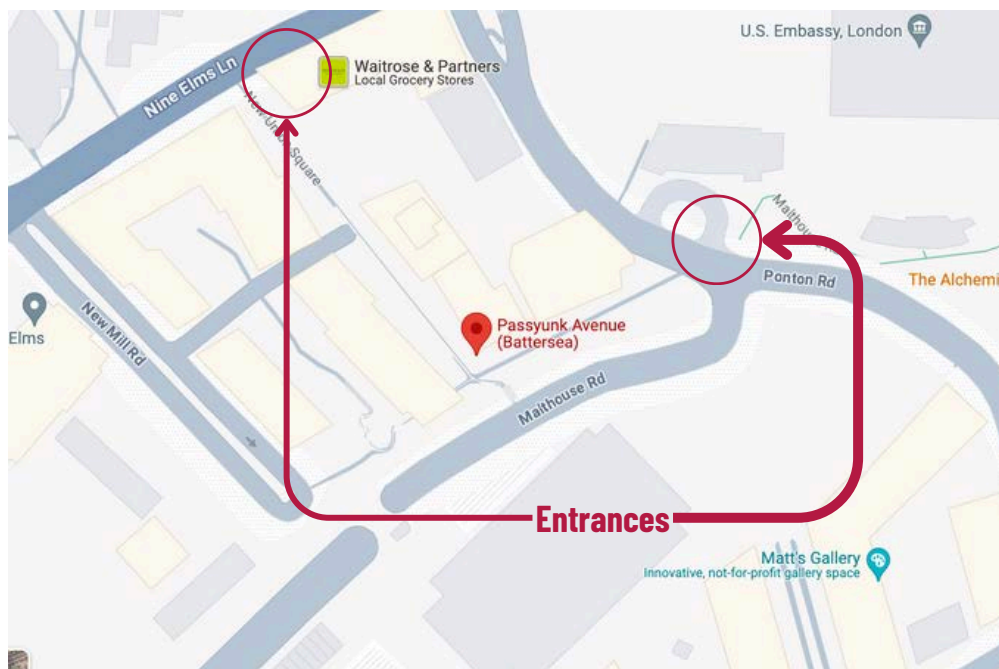 U.S. Embassy, London
Waitrose & Partners
Local Grocery Stores
Nine Elms Ln
New Union Square
Malthouse Rd
Ponton Rd
The Alchemi
Elms
New Mill Rd
Passyunk Avenue
(Battersea)
Malthouse Rd
Entrances
Matt's Gallery
Innovative, not-for-profit gallery space